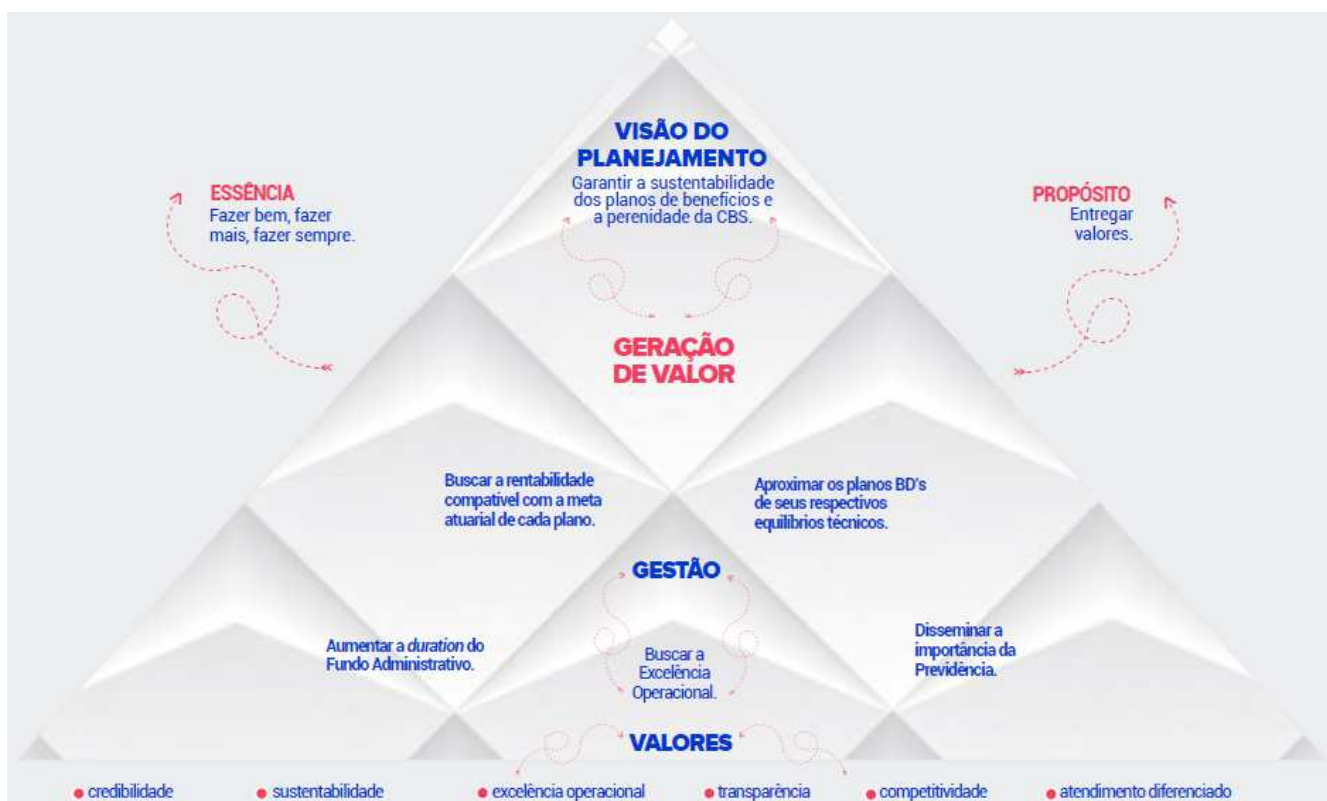 VISÃO DO
PLANEJAMENTO
Garantir a sustentabilidade
dos planos de benefícios e
a perenidade da CBS.
ESSÊNCIA
Fazer bem, fazer
mais, fazer sempre.
PROPÓSITO
Entregar
valores.
GERAÇÃO
DE VALOR
Buscar a rentabilidade
compatível com a meta
atuarial de cada plano.
Aproximar os planos BD's
de seus respectivos
equilíbrios técnicos.
GESTÃO
Aumentar a duration do
Fundo Administrativo.
Buscar a
Excelência
Operacional.
Disseminar a
importância da
Previdência.
VALORES
• credibilidade
• sustentabilidade
• excelência operacional
• transparência
• competitividade
• atendimento diferenciado